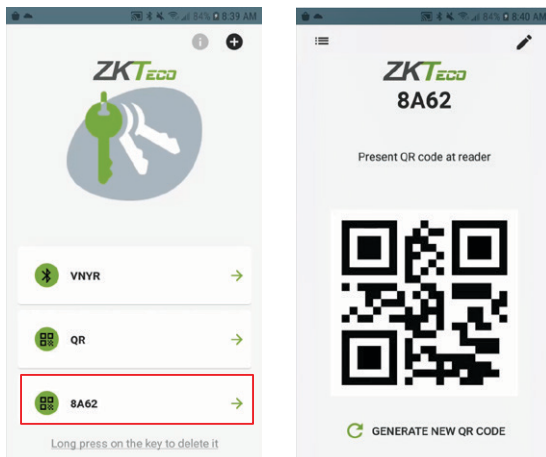 84% 8:39 AM
ZKTECO
VNYR
QR
8A62
Long press on the key to delete it
84% 8:40 AM
ZKTECO
8A62
Present QR code at reader
GENERATE NEW QR CODE